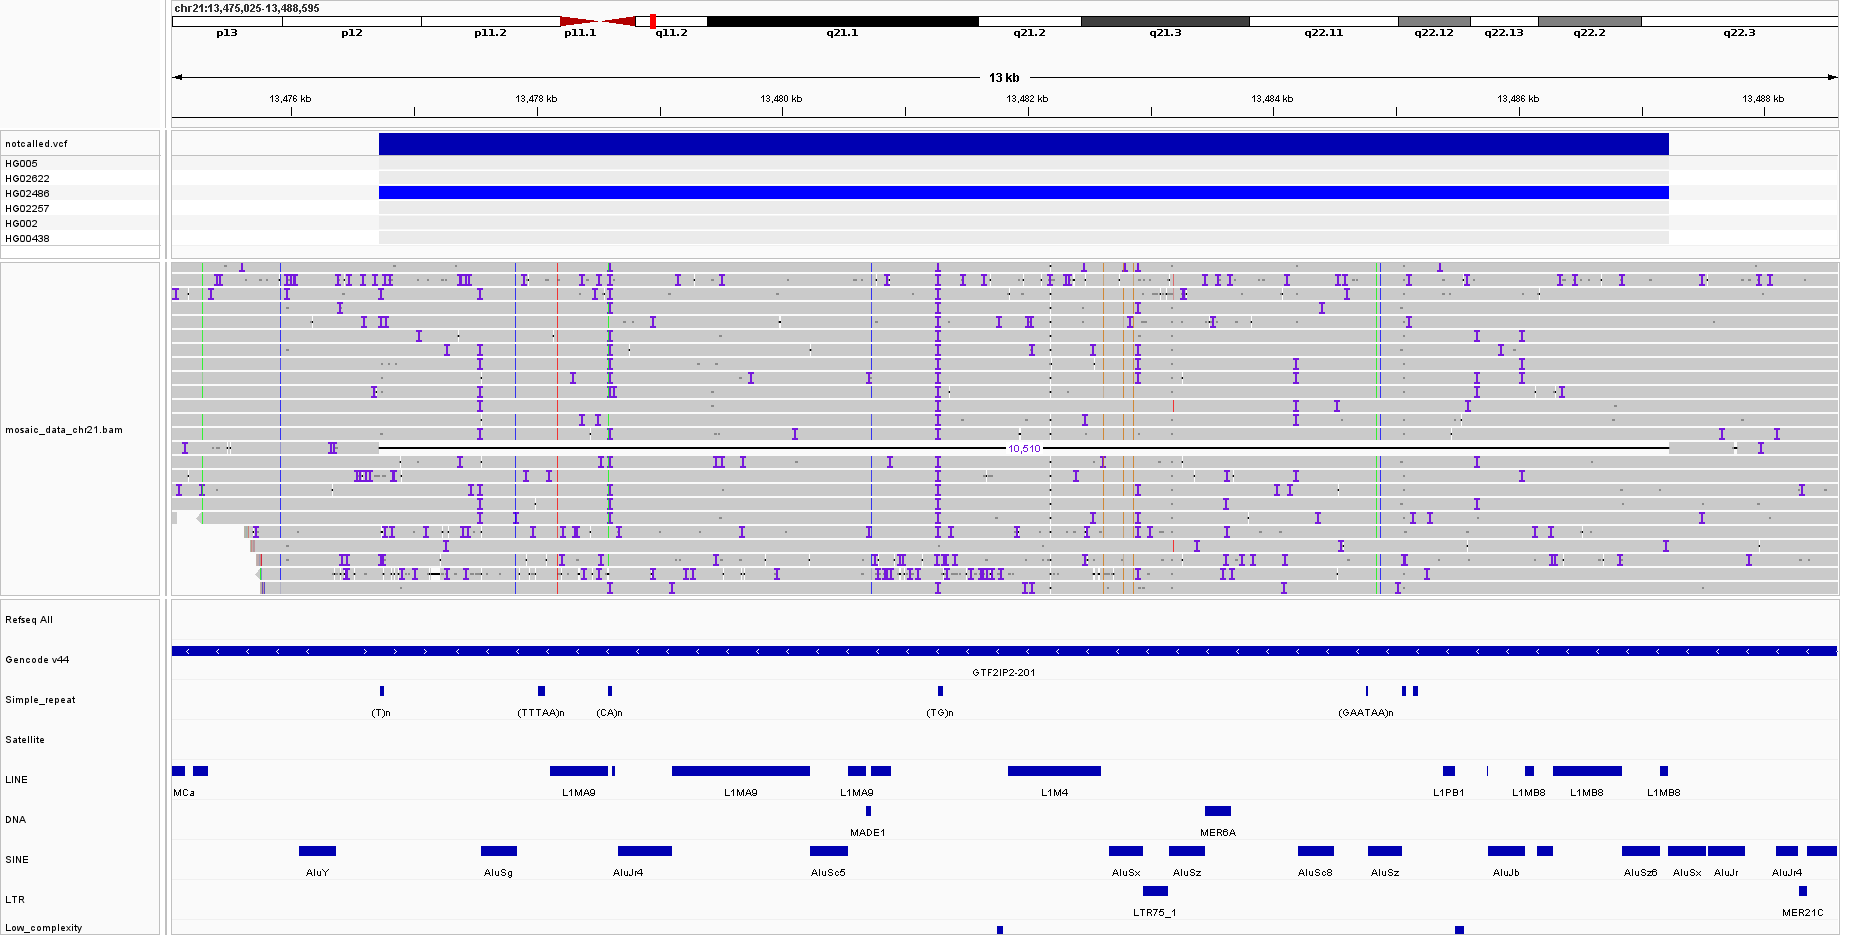 chr21:13,475,025-13,488,595
p13 p12 p11.2 p11.1 q11.2 q21.1 q21.2 q21.3 q22.11 q22.12 q22.13 q22.2 q22.3
13 kb
13,476 kb 13,478 kb 13,480 kb 13,482 kb 13,484 kb 13,486 kb 13,488 kb
notcalled.vcf
HG005
HG02622
HG02486
HG02257
HG002
HG00438
mosaic_data_chr21.bam
10,510
Refseq All
Gencode v44
GTF2IP2-201
Simple_repeat
(T)n (TTTAA)n (CA)n (TG)n (GAATAA)n
Satellite
LINE
MCa L1MA9 L1MA9 L1MA9 L1M4 L1PB1 L1MB8 L1MB8 L1MB8
DNA
MADE1 MER6A
SINE
AluY AluSg AluJr4 AluSc5 AluSx AluSz AluSc8 AluSz AluJb AluSz6 AluSx AluJr AluJr4
LTR
LTR75_1 MER21C
Low_complexity